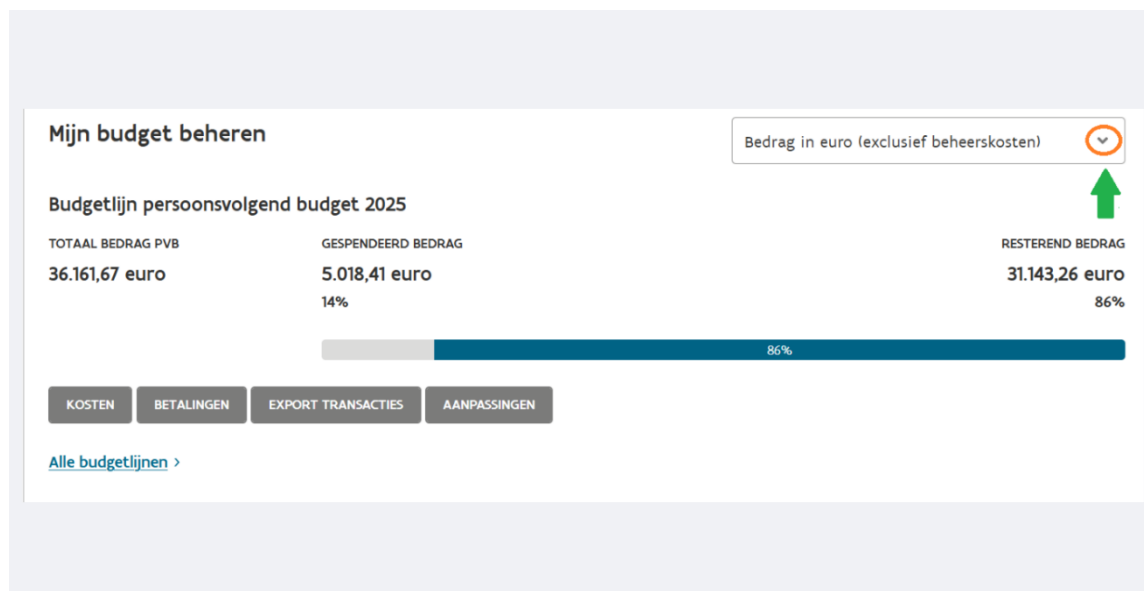 Mijn budget beheren
Bedrag in euro (exclusief beheerskosten)
Budgetlijn persoonsvolgend budget 2025
TOTAAL BEDRAG PVB
GESPENDEERD BEDRAG
RESTEREND BEDRAG
36.161,67 euro
5.018,41 euro
31.143,26 euro
14%
86%
86%
KOSTEN
BETALINGEN
EXPORT TRANSACTIES
AANPASSINGEN
Alle budgetlijnen >